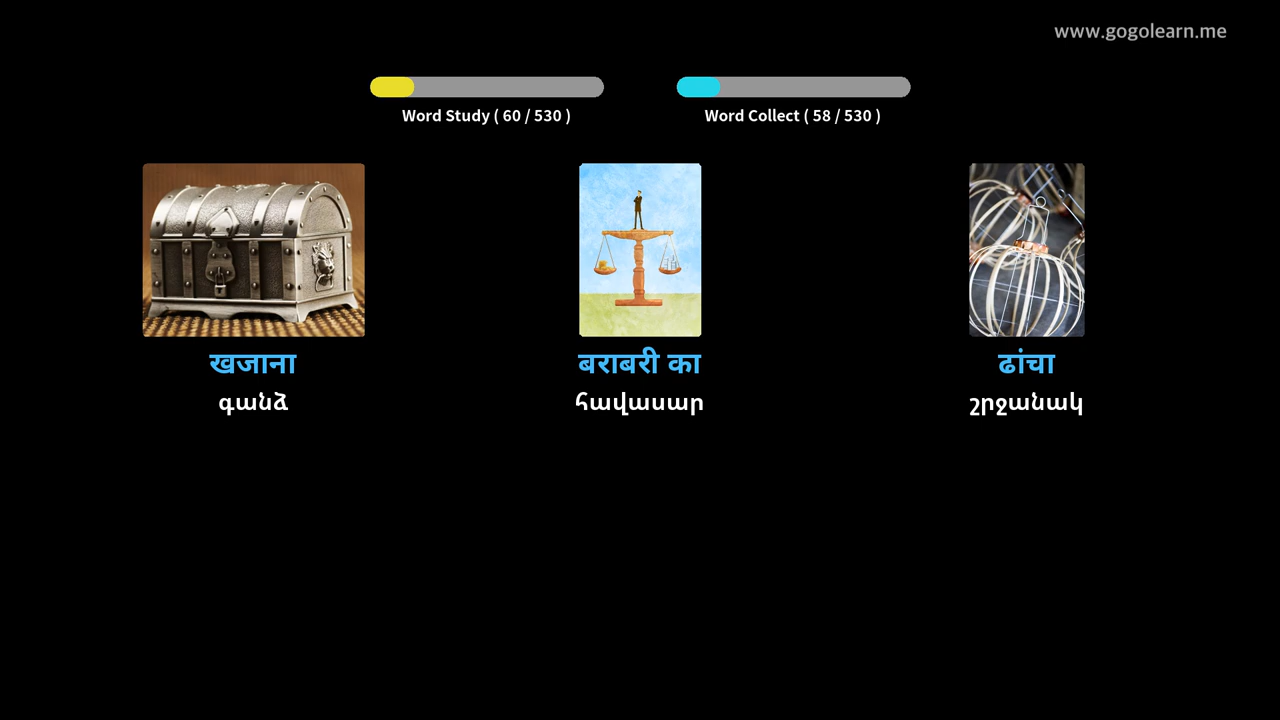 www.gogolearn.me
Word Study ( 60 / 530 )
Word Collect ( 58 / 530 )
खजाना
बराबरी का
ढांचा
գանձ
հավասար
շրջանակ